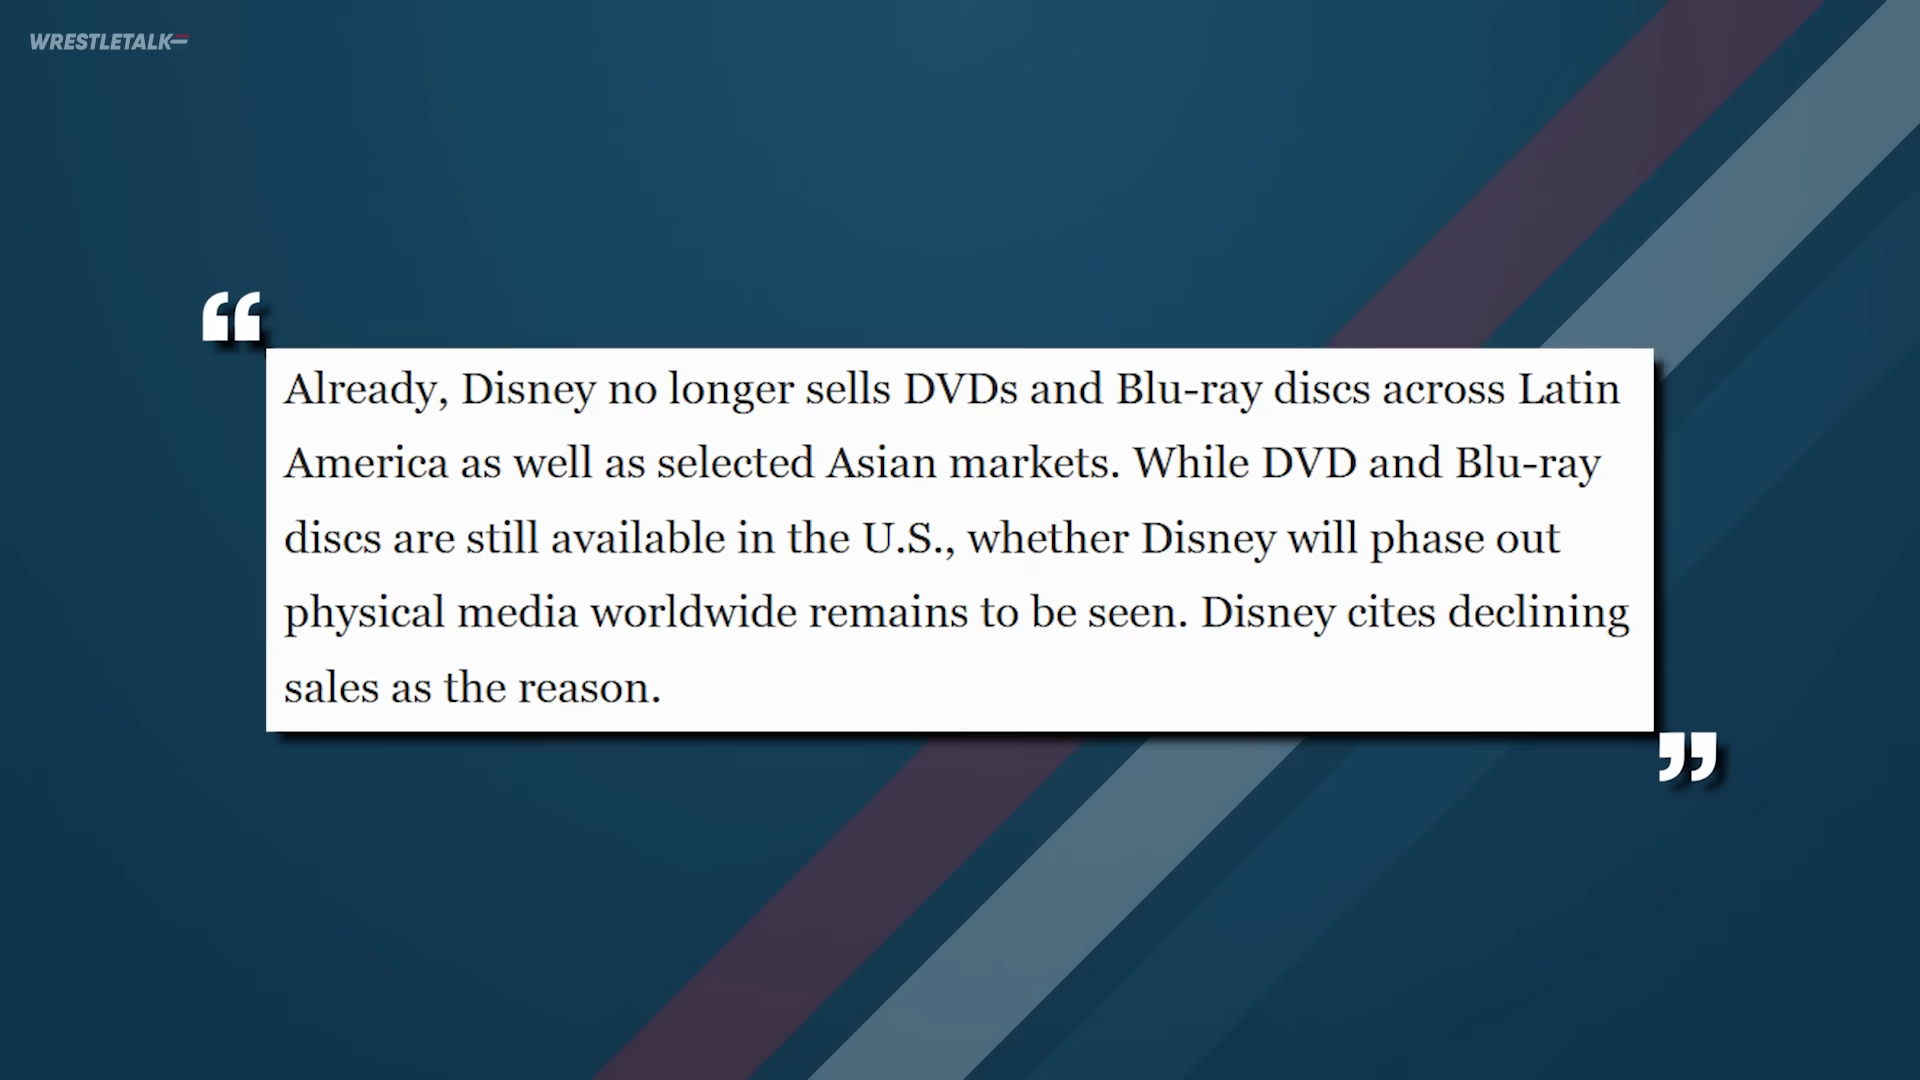 WRESTLETALK
“
Already, Disney no longer sells DVDs and Blu-ray discs across Latin
America as well as selected Asian markets. While DVD and Blu-ray
discs are still available in the U.S., whether Disney will phase out
physical media worldwide remains to be seen. Disney cites declining
sales as the reason.
”